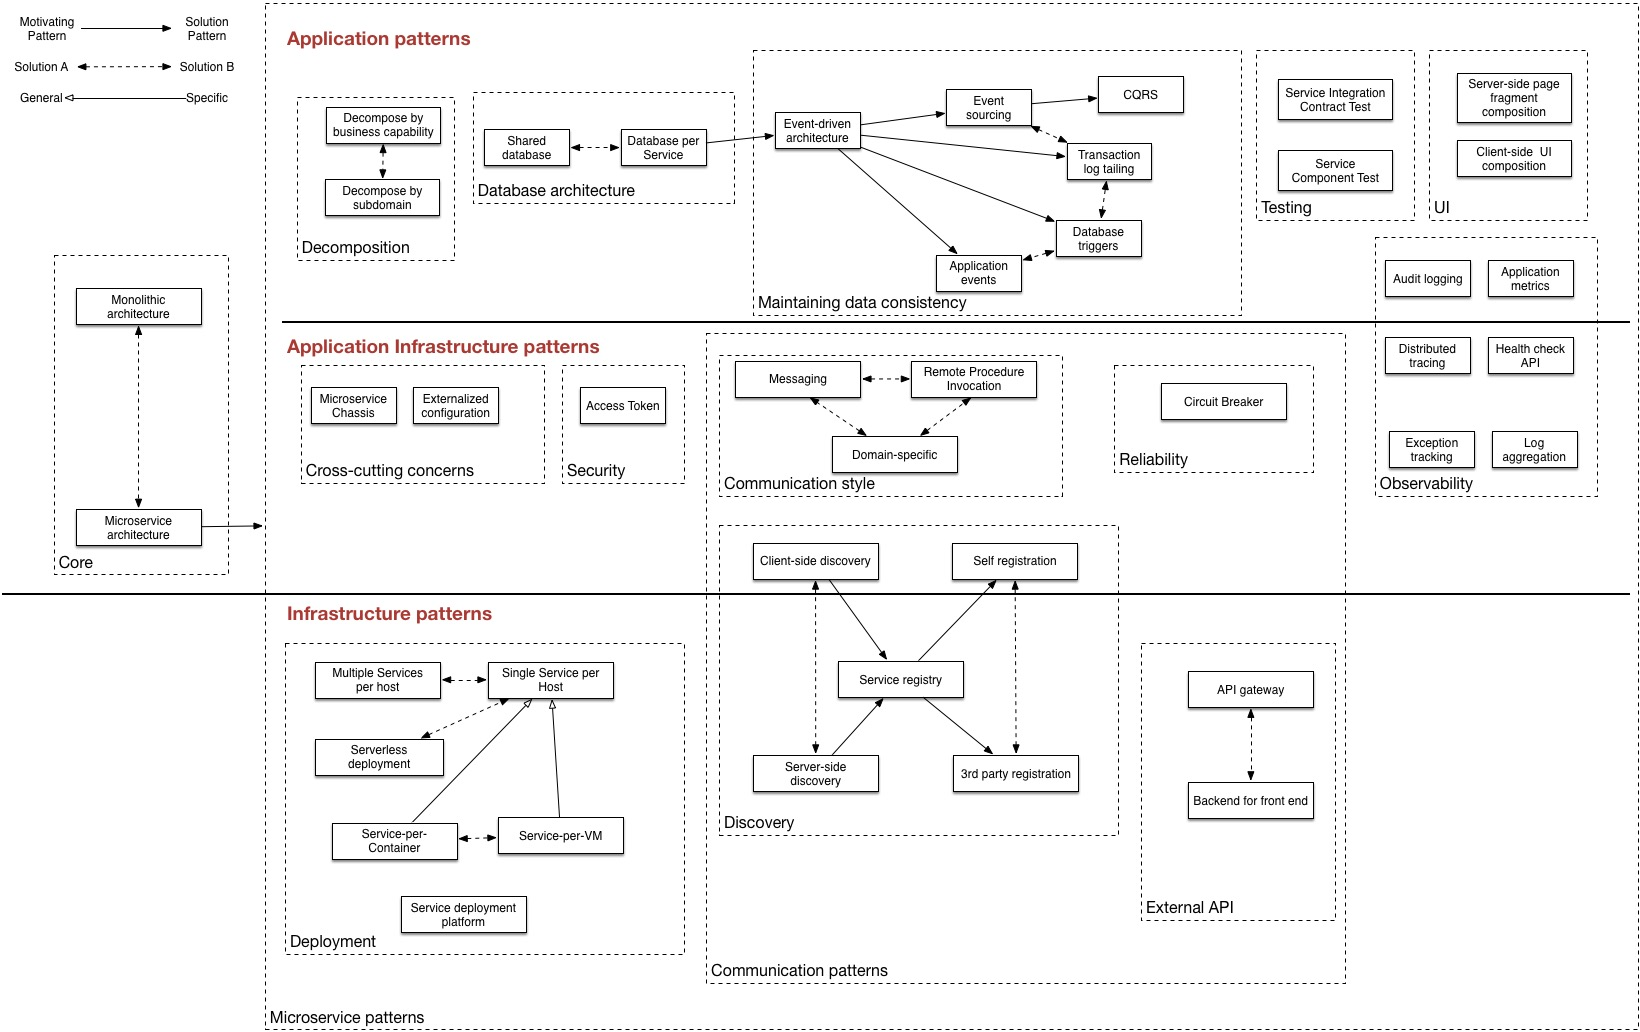 Motivating
Pattern
Solution
Pattern
Solution A
Solution B
General
Specific
Application patterns
Decompose by
business capability
Decompose by
subdomain
Decomposition
Shared
database
Database per
Service
Database architecture
Event-driven
architecture
Event
sourcing
CQRS
Transaction
log tailing
Database
triggers
Application
events
Maintaining data consistency
Service Integration
Contract Test
Service
Component Test
Testing
Server-side page
fragment
composition
Client-side UI
composition
UI
Monolithic
architecture
Microservice
architecture
Core
Audit logging
Application
metrics
Distributed
tracing
Health check
API
Exception
tracking
Log
aggregation
Observability
Application Infrastructure patterns
Microservice
Chassis
Externalized
configuration
Cross-cutting concerns
Access Token
Security
Messaging
Remote Procedure
Invocation
Domain-specific
Communication style
Circuit Breaker
Reliability
Client-side discovery
Self registration
Service registry
Server-side
discovery
3rd party registration
Discovery
Infrastructure patterns
Multiple Services
per host
Single Service per
Host
Serverless
deployment
Service-per-
Container
Service-per-VM
Service deployment
platform
Deployment
API gateway
Backend for front end
External API
Communication patterns
Microservice patterns